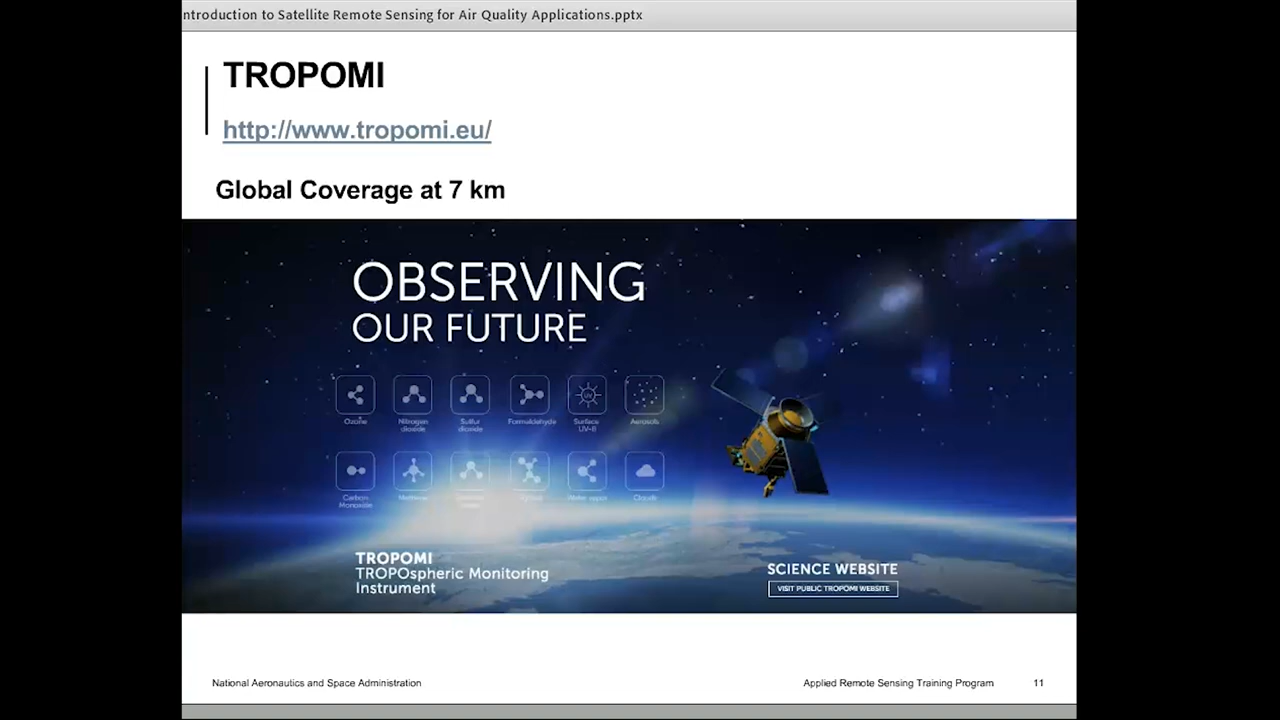 ntroduction to Satellite Remote Sensing for Air Quality Applications.pptx
TROPOMI
http://www.tropomi.eu/
Global Coverage at 7 km
OBSERVING
OUR FUTURE
Ozone
Nitrogen
dioxide
Sulfur
dioxide
Formaldehyde
Surface
UV-B
Aerosols
UV
Carbon
Monoxide
Methane
Water vapor
Clouds
TROPOMI
TROPOspheric Monitoring
Instrument
SCIENCE WEBSITE
VISIT PUBLIC TROPOMI WEBSITE
National Aeronautics and Space Administration
Applied Remote Sensing Training Program
11